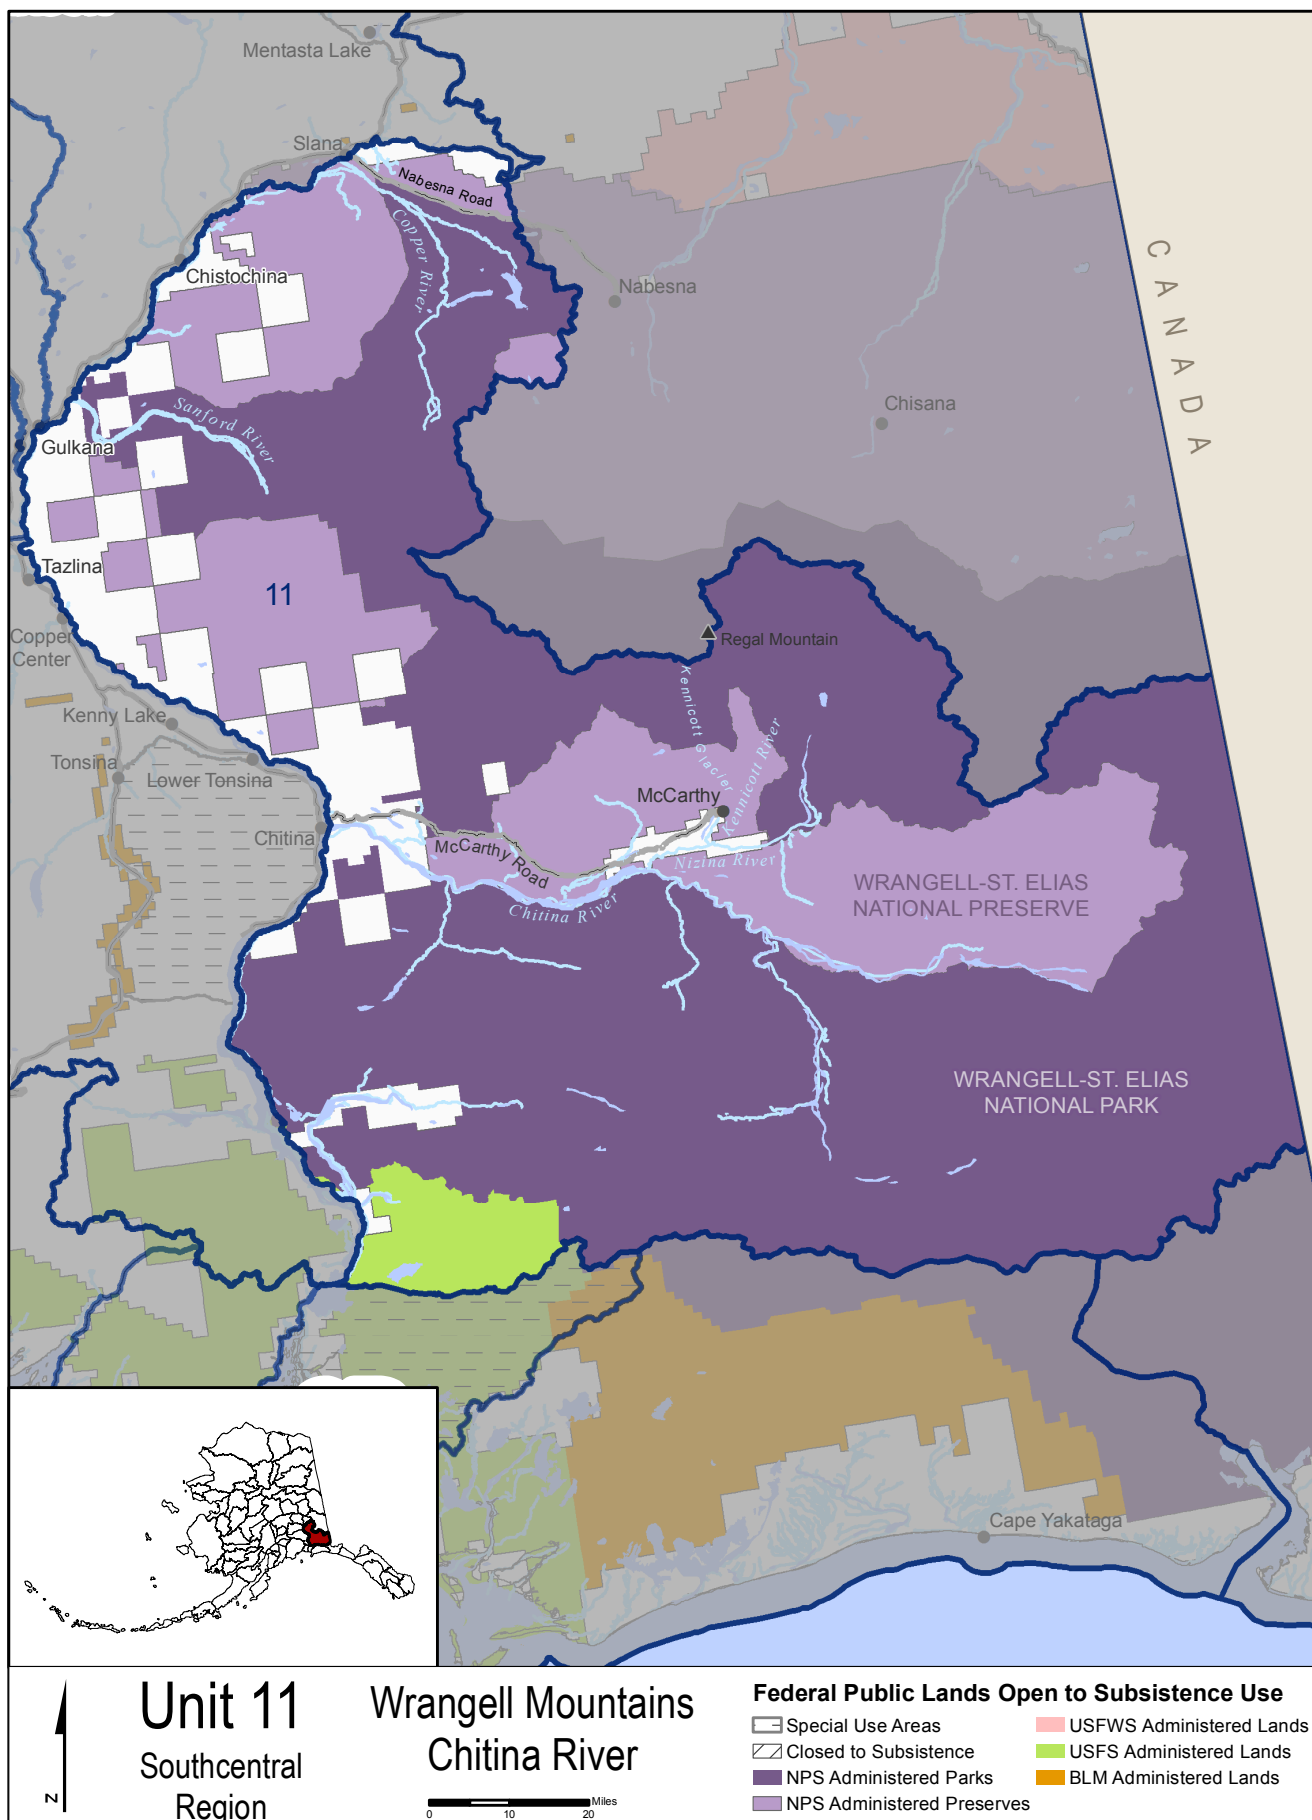 Mentasta Lake
Slana
Nabesna Road
Copper River
CANADA
Chistochina
Nabesna
Sanford River
Chisana
Gulkana
Tazlina
11
Copper
Center
Regal Mountain
Kennicott Glacier
Kenny Lake
Kennicott River
Tonsina
Lower Tonsina
McCarthy
Chitina
McCarthy Road
Nizina River
WRANGELL-ST. ELIAS
NATIONAL PRESERVE
Chitina River
WRANGELL-ST. ELIAS
NATIONAL PARK
Cape Yakataga
N
Unit 11
Southcentral
Region
Wrangell Mountains
Chitina River
Miles
0 10 20
Federal Public Lands Open to Subsistence Use
Special Use Areas
Closed to Subsistence
NPS Administered Parks
NPS Administered Preserves
USFWS Administered Lands
USFS Administered Lands
BLM Administered Lands